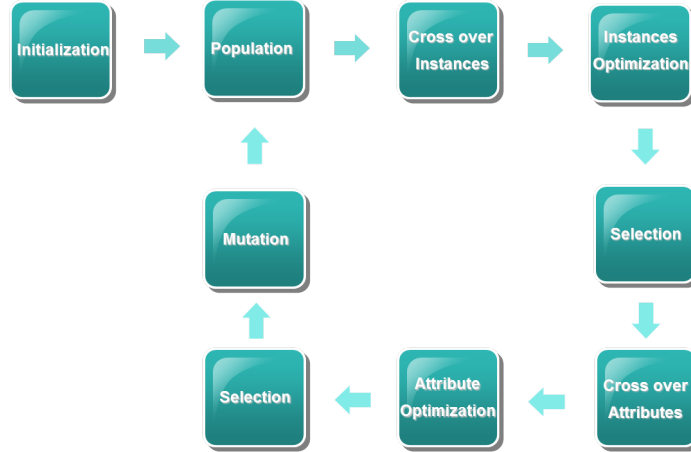 Initialization
Population
Cross over
Instances
Instances
Optimization
Selection
Mutation
Selection
Attribute
Optimization
Cross over
Attributes